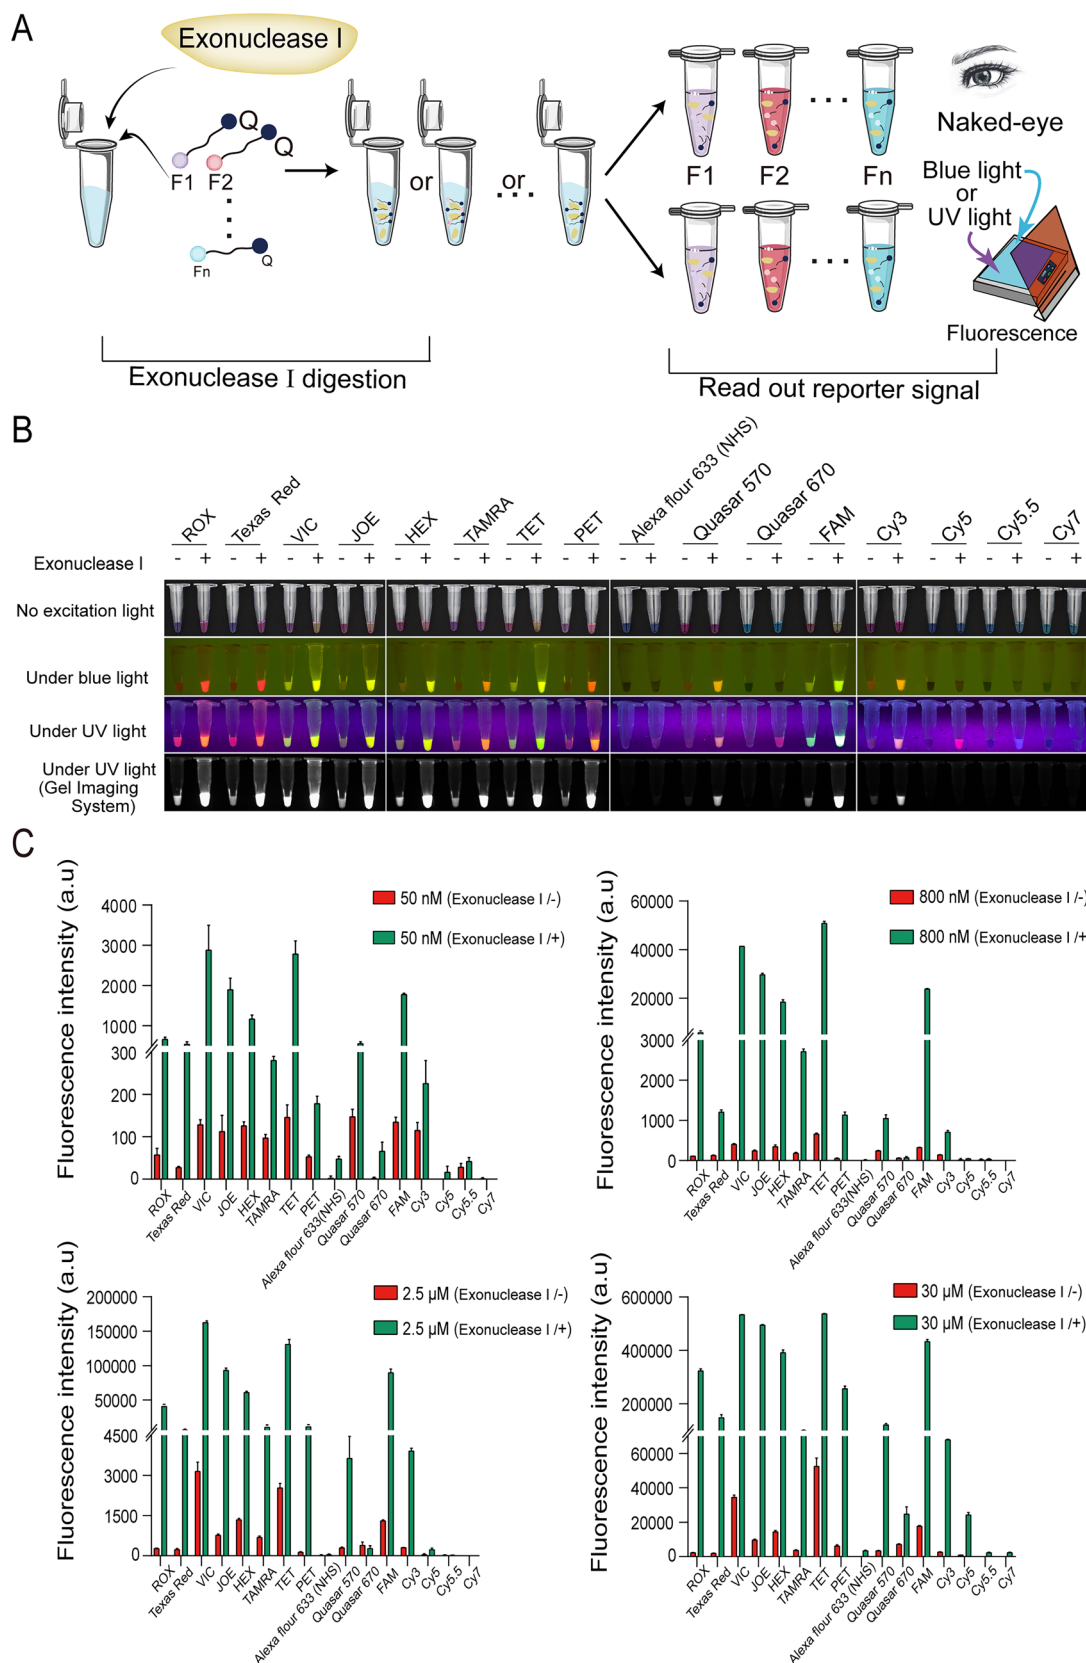 A
Exonuclease I
Q
Q
F1 F2
Fn
Q
or
or
F1 F2 Fn
Naked-eye
Blue light
or
UV light
Fluorescence
Exonuclease I digestion
Read out reporter signal
B
ROX Texas Red VIC JOE HEX TAMRA TET PET Alexa flour 633 (NHS) Quasar 570 Quasar 670 FAM Cy3 Cy5 Cy5.5 Cy7
Exonuclease I - + - + - + - + - + - + - + - + - + - + - + - + - + - + - + - +
No excitation light
Under blue light
Under UV light
Under UV light
(Gel Imaging
System)
C
Fluorescence intensity (a.u)
50 nM (Exonuclease I /-)
50 nM (Exonuclease I /+)
4000
3000
2000
1000
300
200
100
0
ROX Texas Red VIC JOE HEX TAMRA TET PET Alexa flour 633(NHS) Quasar 570 Quasar 670 FAM Cy3 Cy5 Cy5.5 Cy7
Fluorescence intensity (a.u)
800 nM (Exonuclease I /-)
800 nM (Exonuclease I /+
60000
40000
20000
3000
2000
1000
0
ROX Texas Red VIC JOE HEX TAMRA TET PET Alexa flour 633(NHS) Quasar 570 Quasar 670 FAM Cy3 Cy5 Cy5.5 Cy7
Fluorescence intensity (a.u)
2.5 μM (Exonuclease I /-)
2.5 μM (Exonuclease I /+)
200000
150000
100000
50000
4500
3000
1500
0
ROX Texas Red VIC JOE HEX TAMRA TET PET Alexa flour 633 (NHS) Quasar 570 Quasar 670 FAM Cy3 Cy5 Cy5.5 Cy7
Fluorescence intensity (a.u)
30 μM (Exonuclease I /-)
30 μM (Exonuclease I /+)
600000
400000
200000
60000
40000
20000
0
ROX Texas Red VIC JOE HEX TAMRA TET PET Alexa flour 633 (NHS) Quasar 570 Quasar 670 FAM Cy3 Cy5 Cy5.5 Cy7